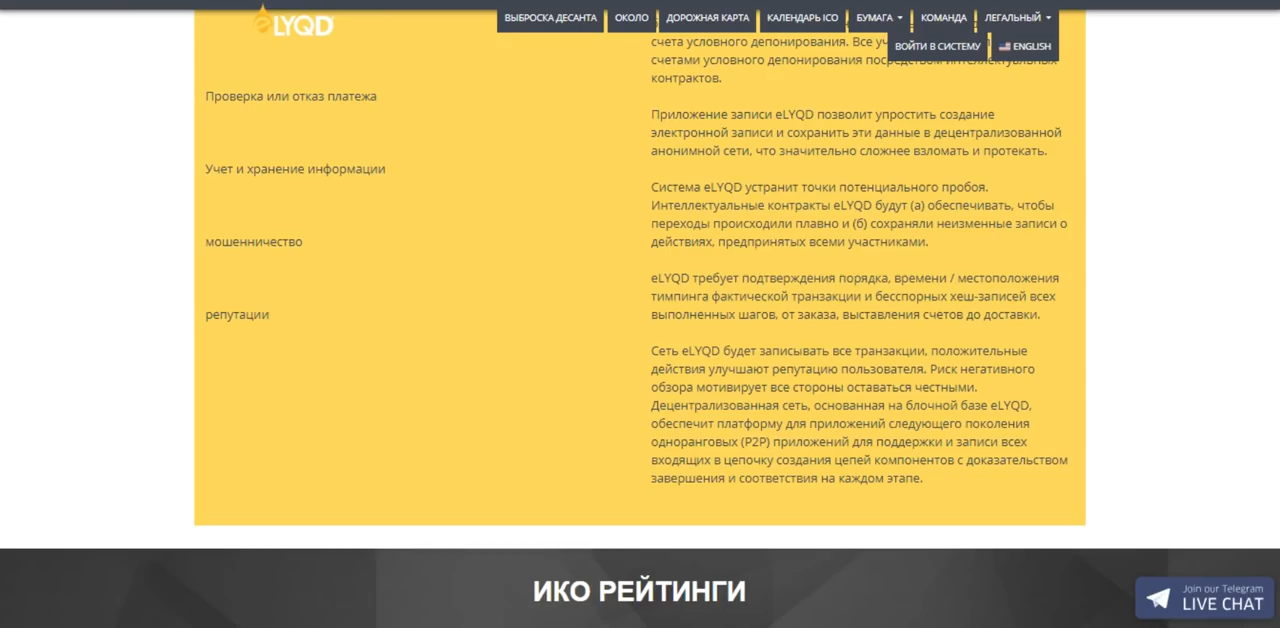 eLYQD
ВЫБРОСКА ДЕСАНТА
ОКОЛО
ДОРОЖНАЯ КАРТА
КАЛЕНДАРЬ ICO
БУМАГА
КОМАНДА
ЛЕГАЛЬНЫЙ
ВОЙТИ В СИСТЕМУ
ENGLISH
счета условного депонирования. Все
счетами условного депонирования посредством интеллектуальных
контрактов.
Проверка или отказ платежа
Приложение записи eLYQD позволит упростить создание
электронной записи и сохранить эти данные в децентрализованной
анонимной сети, что значительно сложнее взломать и протекать.
Учет и хранение информации
Система eLYQD устранит точки потенциального пробоя.
Интеллектуальные контракты eLYQD будут (а) обеспечивать, чтобы
переходы происходили плавно и (б) сохраняли неизменные записи о
действиях, предпринятых всеми участниками.
мошенничество
eLYQD требует подтверждения порядка, времени / местоположения
тимпинга фактической транзакции и бесспорных хеш-записей всех
выполненных шагов, от заказа, выставления счетов до доставки.
репутации
Сеть eLYQD будет записывать все транзакции, положительные
действия улучшают репутацию пользователя. Риск негативного
обзора мотивирует все стороны оставаться честными.
Децентрализованная сеть, основанная на блочной базе eLYQD,
обеспечит платформу для приложений следующего поколения
одноранговых (P2P) приложений для поддержки и записи всех
входящих в цепочку создания цепей компонентов с доказательством
завершения и соответствия на каждом этапе.
ИКО РЕЙТИНГИ
Join our Telegram
LIVE CHAT